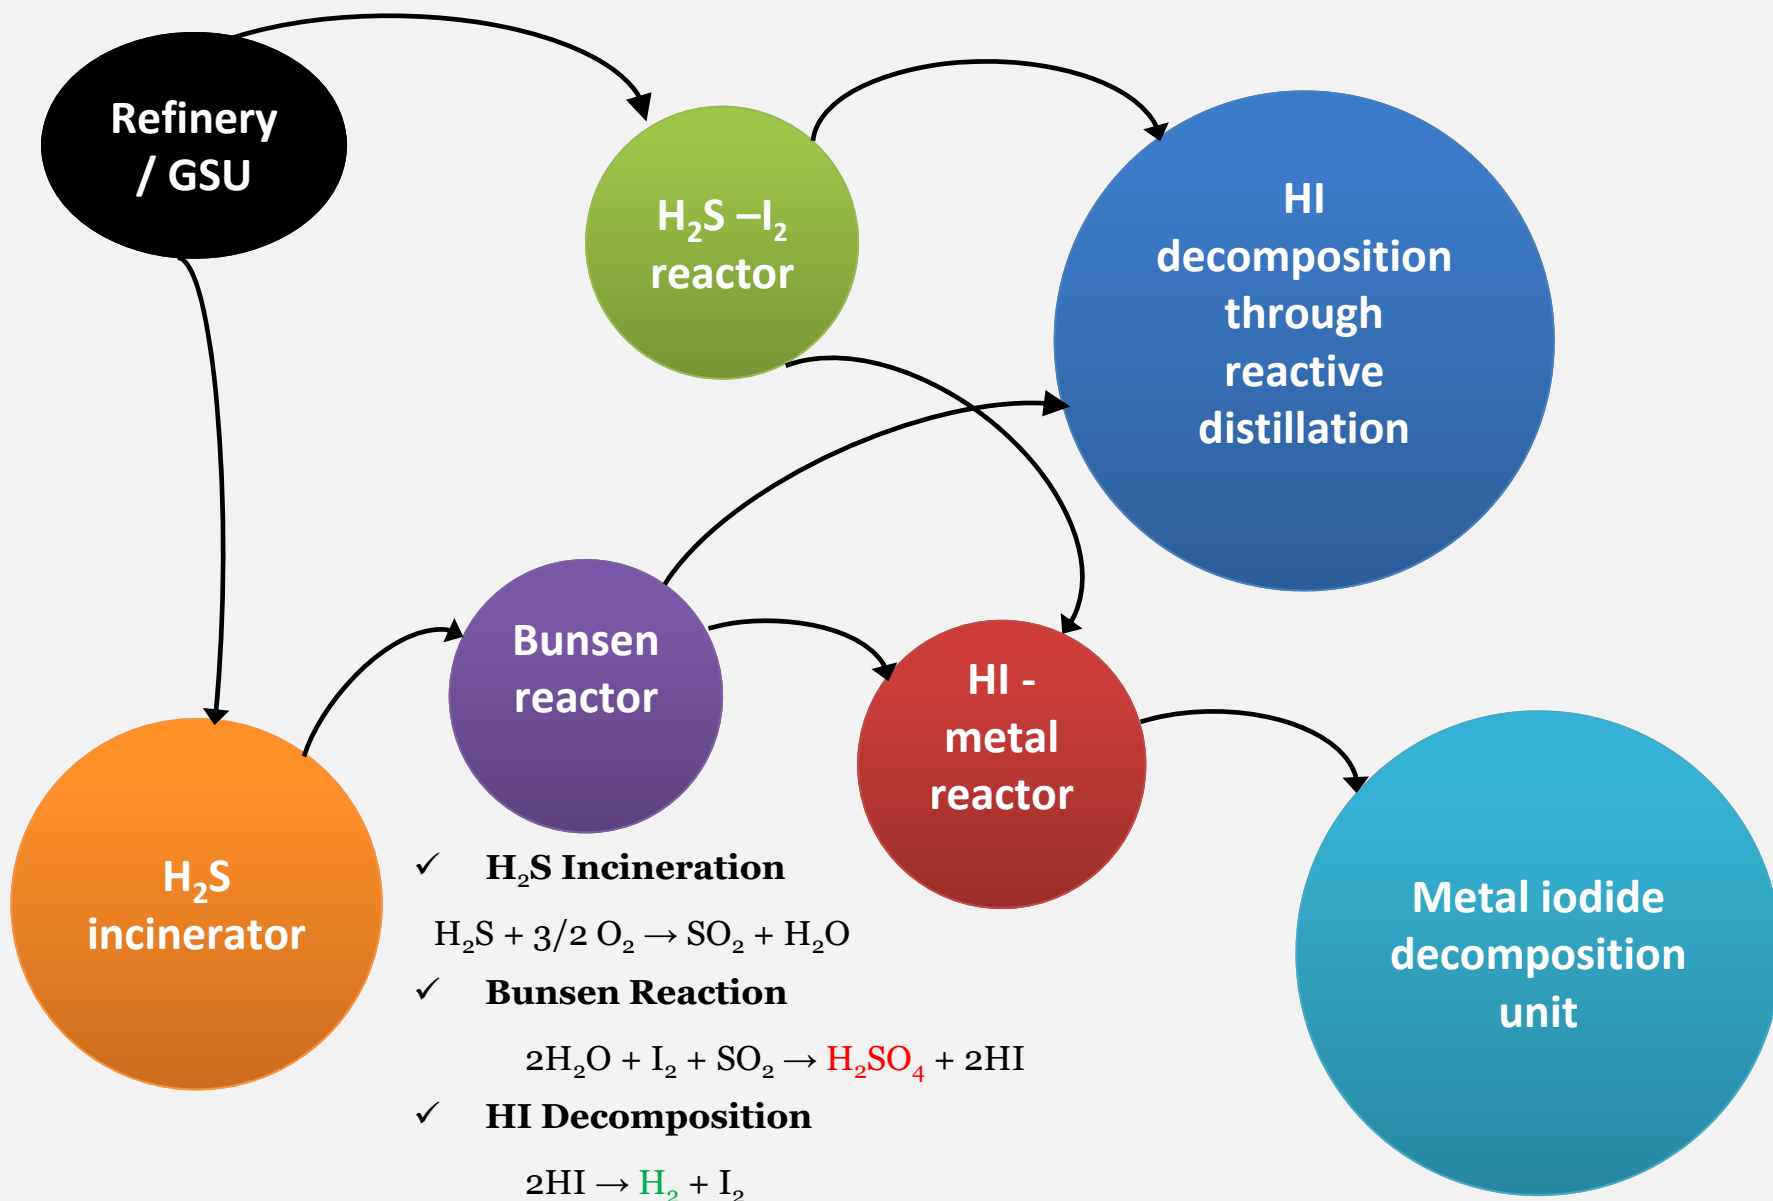 Refinery
/ GSU
H₂S –I₂
reactor
HI
decomposition
through
reactive
distillation
Bunsen
reactor
HI -
metal
reactor
H₂S
incinerator
Metal iodide
decomposition
unit
✓ H₂S Incineration
H₂S + 3/2 O₂ → SO₂ + H₂O
✓ Bunsen Reaction
2H₂O + I₂ + SO₂ → H₂SO₄ + 2HI
✓ HI Decomposition
2HI → H₂ + I₂